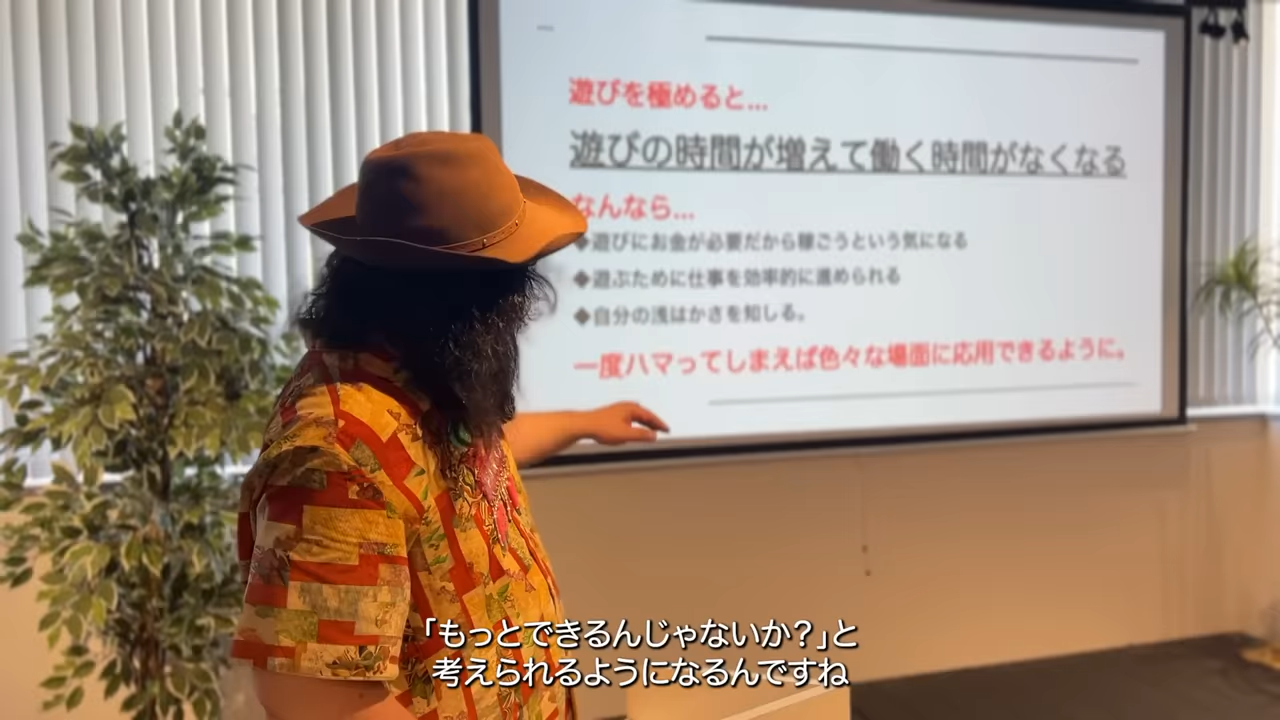 遊びを極めると...
遊びの時間が増えて働く時間がなくなる
なんなら...
◆遊びにお金が必要だから稼ごうという気になる
◆遊ぶために仕事を効率的に進められる
◆自分の浅はかさを知しる。
一度ハマってしまえば色々な場面に応用できるように。
「もっとできるんじゃないか?」と
考えられるようになるんですね